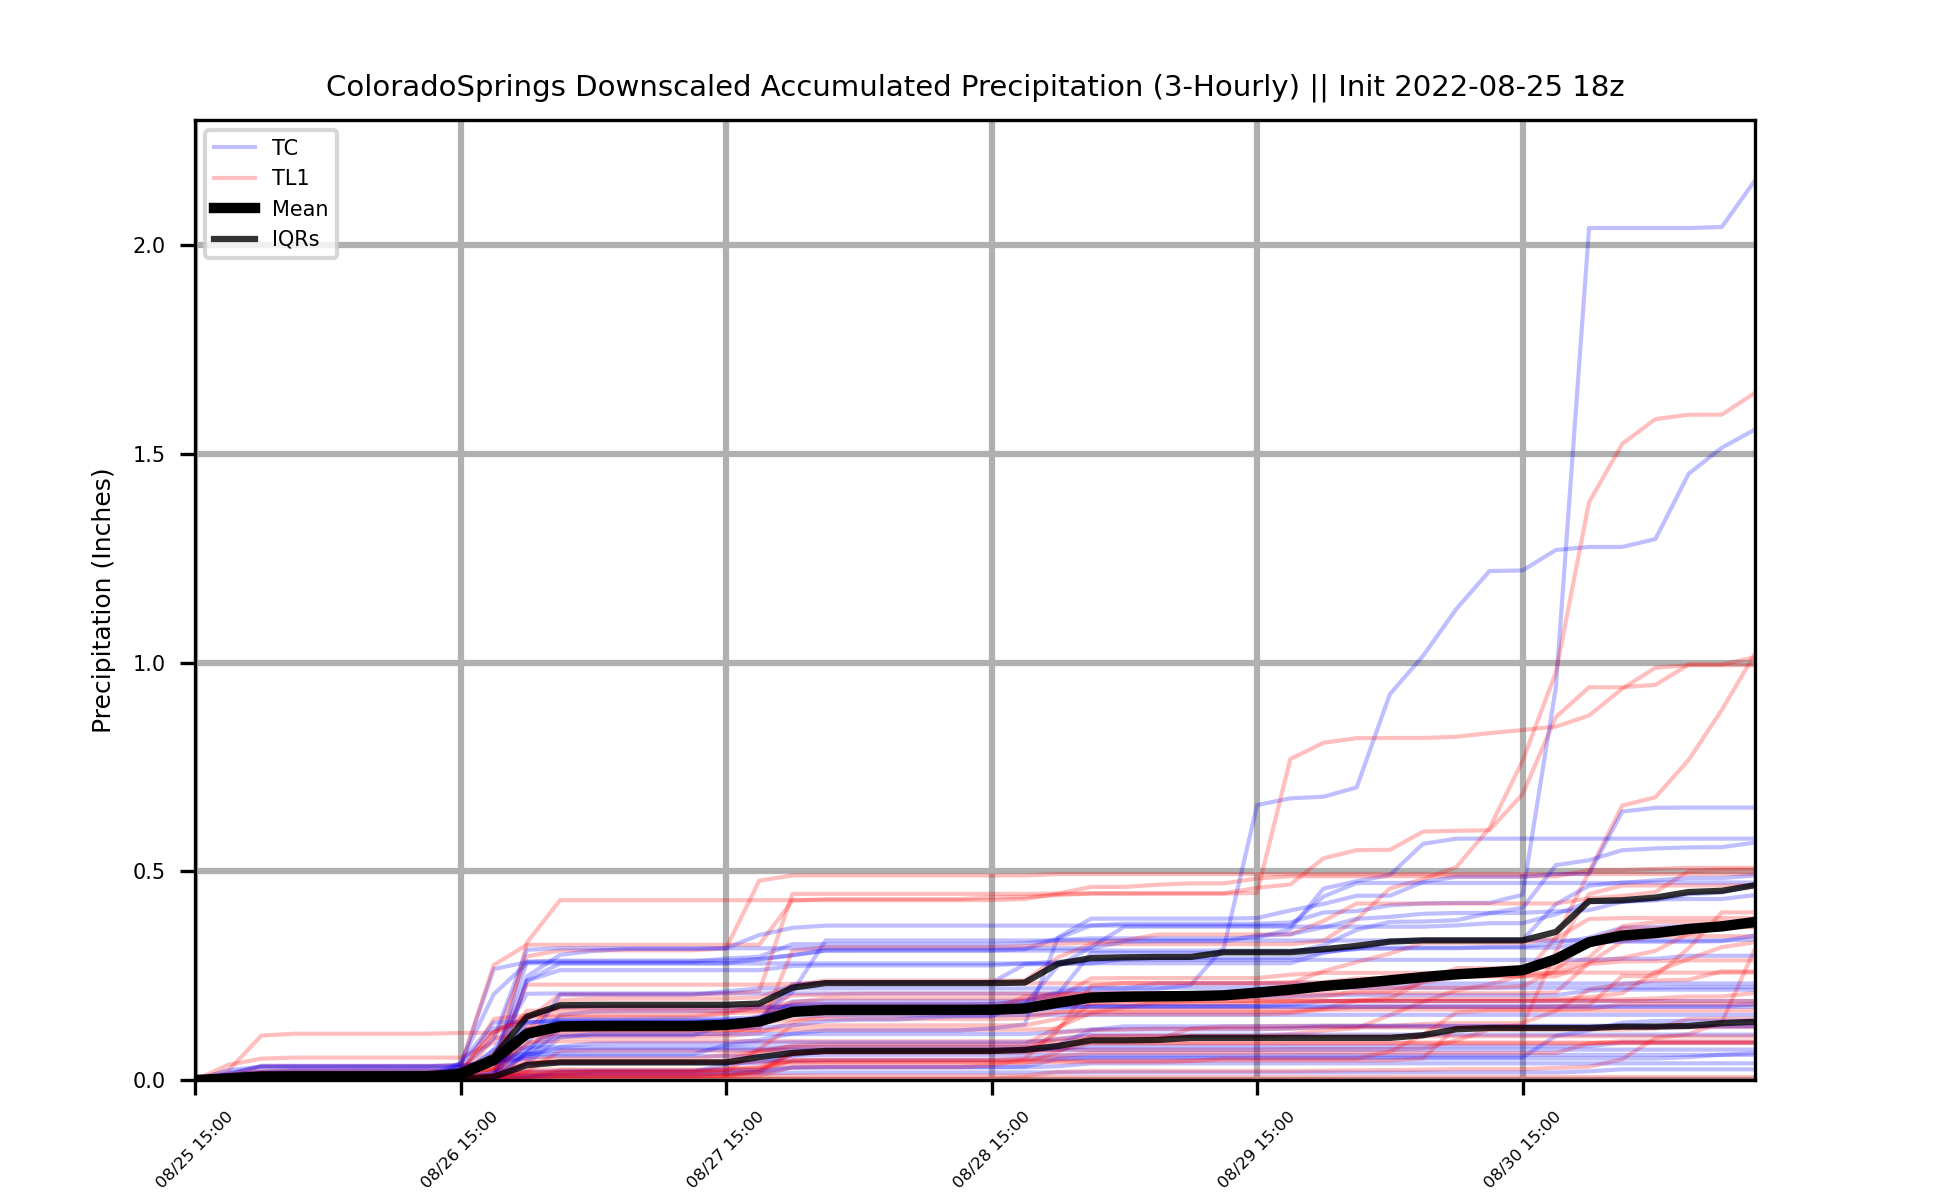 ColoradoSprings Downscaled Accumulated Precipitation (3-Hourly) || Init 2022-08-25 18z
TC
TL1
Mean
IQRs
Precipitation (Inches)
2.0
1.5
1.0
0.5
0.0
08/25 15:00
08/26 15:00
08/27 15:00
08/28 15:00
08/29 15:00
08/30 15:00